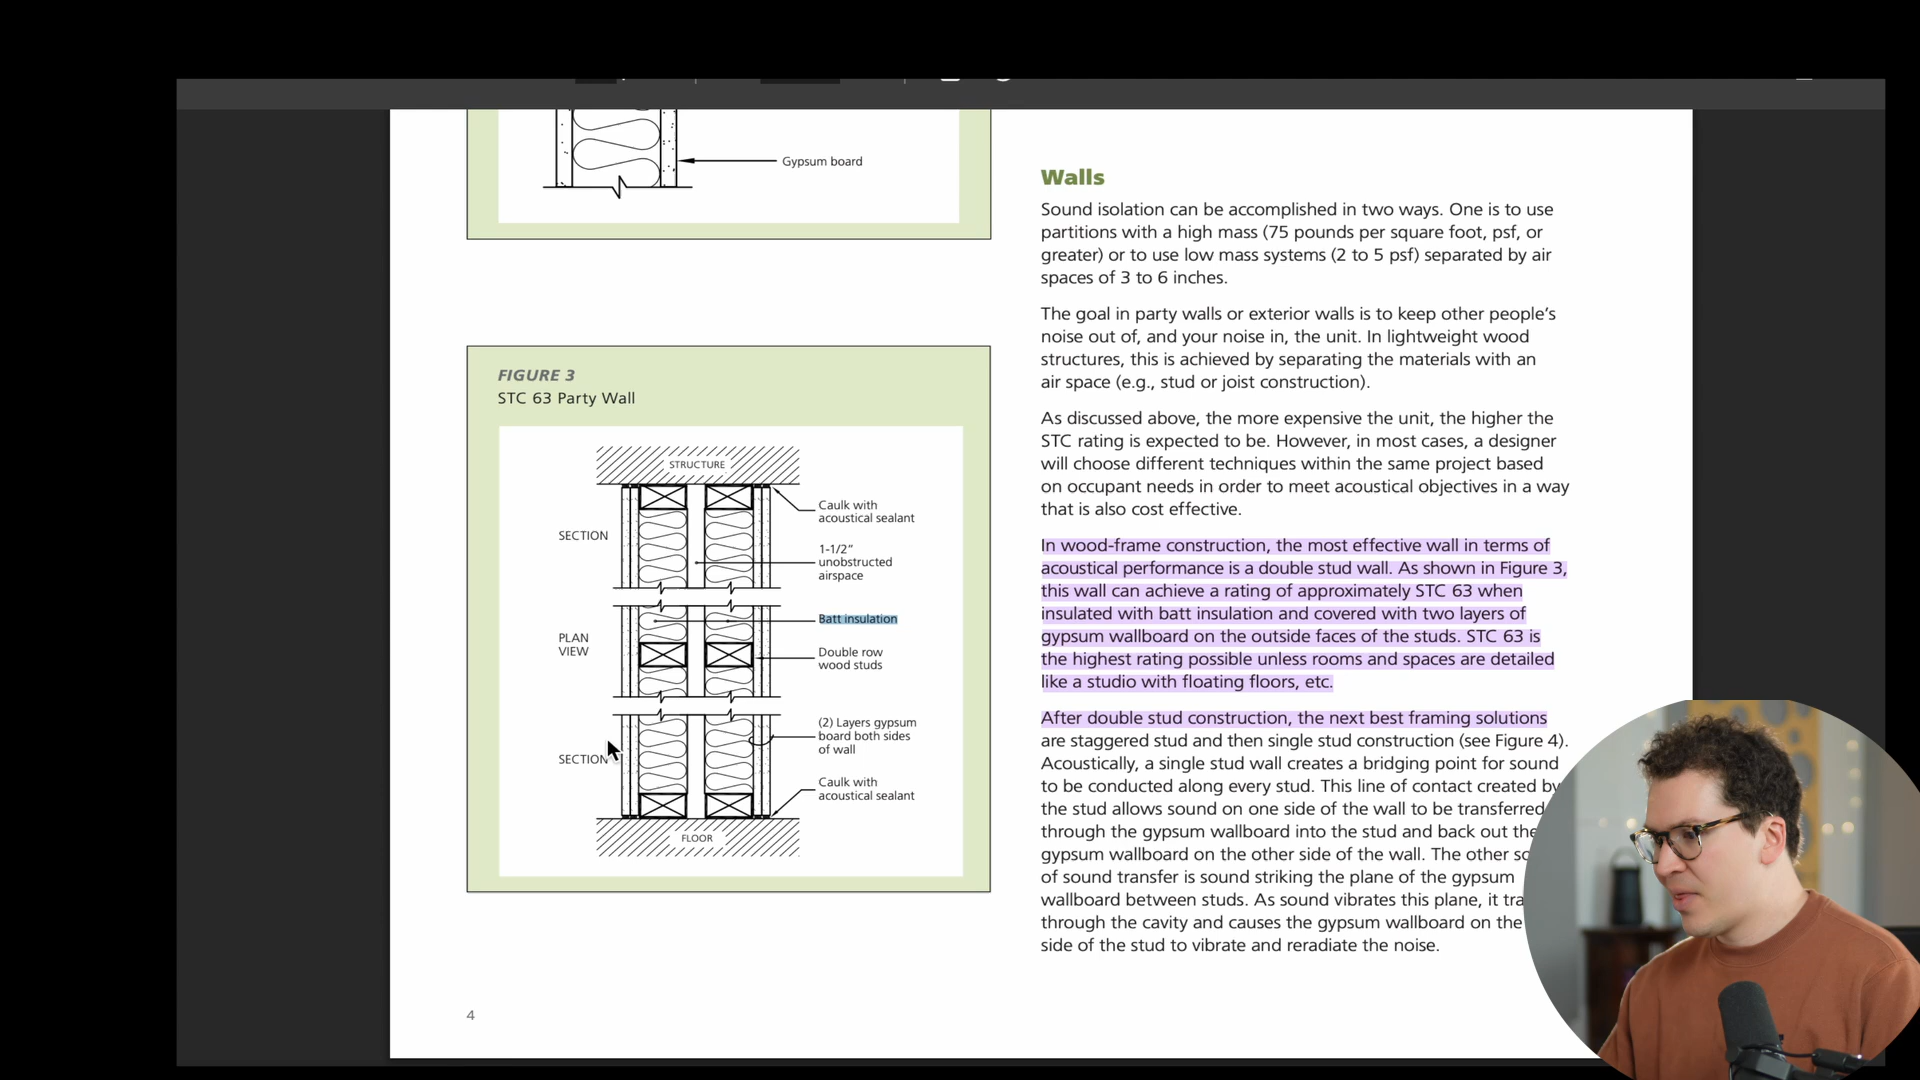 Gypsum board
FIGURE 3
STC 63 Party Wall
STRUCTURE
SECTION
Caulk with
acoustical sealant
1-1/2"
unobstructed
airspace
Batt insulation
PLAN
VIEW
Double row
wood studs
(2) Layers gypsum
board both sides
of wall
SECTION
Caulk with
acoustical sealant
FLOOR
4
Walls
Sound isolation can be accomplished in two ways. One is to use
partitions with a high mass (75 pounds per square foot, psf, or
greater) or to use low mass systems (2 to 5 psf) separated by air
spaces of 3 to 6 inches.
The goal in party walls or exterior walls is to keep other people's
noise out of, and your noise in, the unit. In lightweight wood
structures, this is achieved by separating the materials with an
air space (e.g., stud or joist construction).
As discussed above, the more expensive the unit, the higher the
STC rating is expected to be. However, in most cases, a designer
will choose different techniques within the same project based
on occupant needs in order to meet acoustical objectives in a way
that is also cost effective.
In wood-frame construction, the most effective wall in terms of
acoustical performance is a double stud wall. As shown in Figure 3,
this wall can achieve a rating of approximately STC 63 when
insulated with batt insulation and covered with two layers of
gypsum wallboard on the outside faces of the studs. STC 63 is
the highest rating possible unless rooms and spaces are detailed
like a studio with floating floors, etc.
After double stud construction, the next best framing solutions
are staggered stud and then single stud construction (see Figure 4).
Acoustically, a single stud wall creates a bridging point for sound
to be conducted along every stud. This line of contact created by
the stud allows sound on one side of the wall to be transferred
through the gypsum wallboard into the stud and back out the
gypsum wallboard on the other side of the wall. The other
of sound transfer is sound striking the plane of the gypsum
wallboard between studs. As sound vibrates this plane, it
through the cavity and causes the gypsum wallboard on the
side of the stud to vibrate and reradiate the noise.